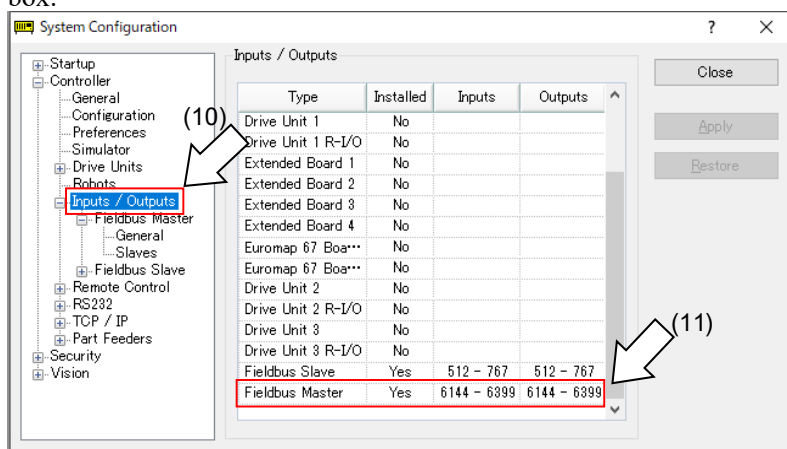 box.
System Configuration ? ×
Startup
Controller
General
Configuration
Preferences
Simulator
Drive Units
Robots
Inputs / Outputs
Fieldbus Master
General
Slaves
Fieldbus Slave
Remote Control
RS232
TCP / IP
Part Feeders
Security
Vision
(10)
Inputs / Outputs
Type Installed Inputs Outputs
Drive Unit 1 No
Drive Unit 1 R-I/O No
Extended Board 1 No
Extended Board 2 No
Extended Board 3 No
Extended Board 4 No
Euromap 67 Boa… No
Euromap 67 Boa… No
Drive Unit 2 No
Drive Unit 2 R-I/O No
Drive Unit 3 No
Drive Unit 3 R-I/O No
Fieldbus Slave Yes 512 - 767 512 - 767
Fieldbus Master Yes 6144 - 6399 6144 - 6399
(11)
Close
Apply
Restore